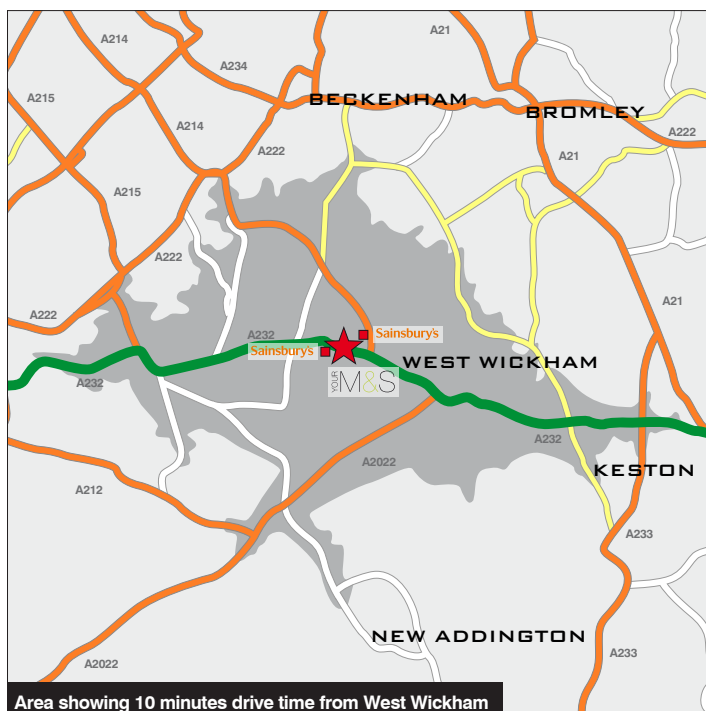 A214
A21
A234
A215
BECKENHAM
BROMLEY
A214
A222
A222
A21
A215
A222
A21
A222
A232
Sainsbury's
Sainsbury's
WEST WICKHAM
YOUR
M&S
A232
A232
A2022
KESTON
A212
A233
NEW ADDINGTON
A233
A2022
Area showing 10 minutes drive time from West Wickham